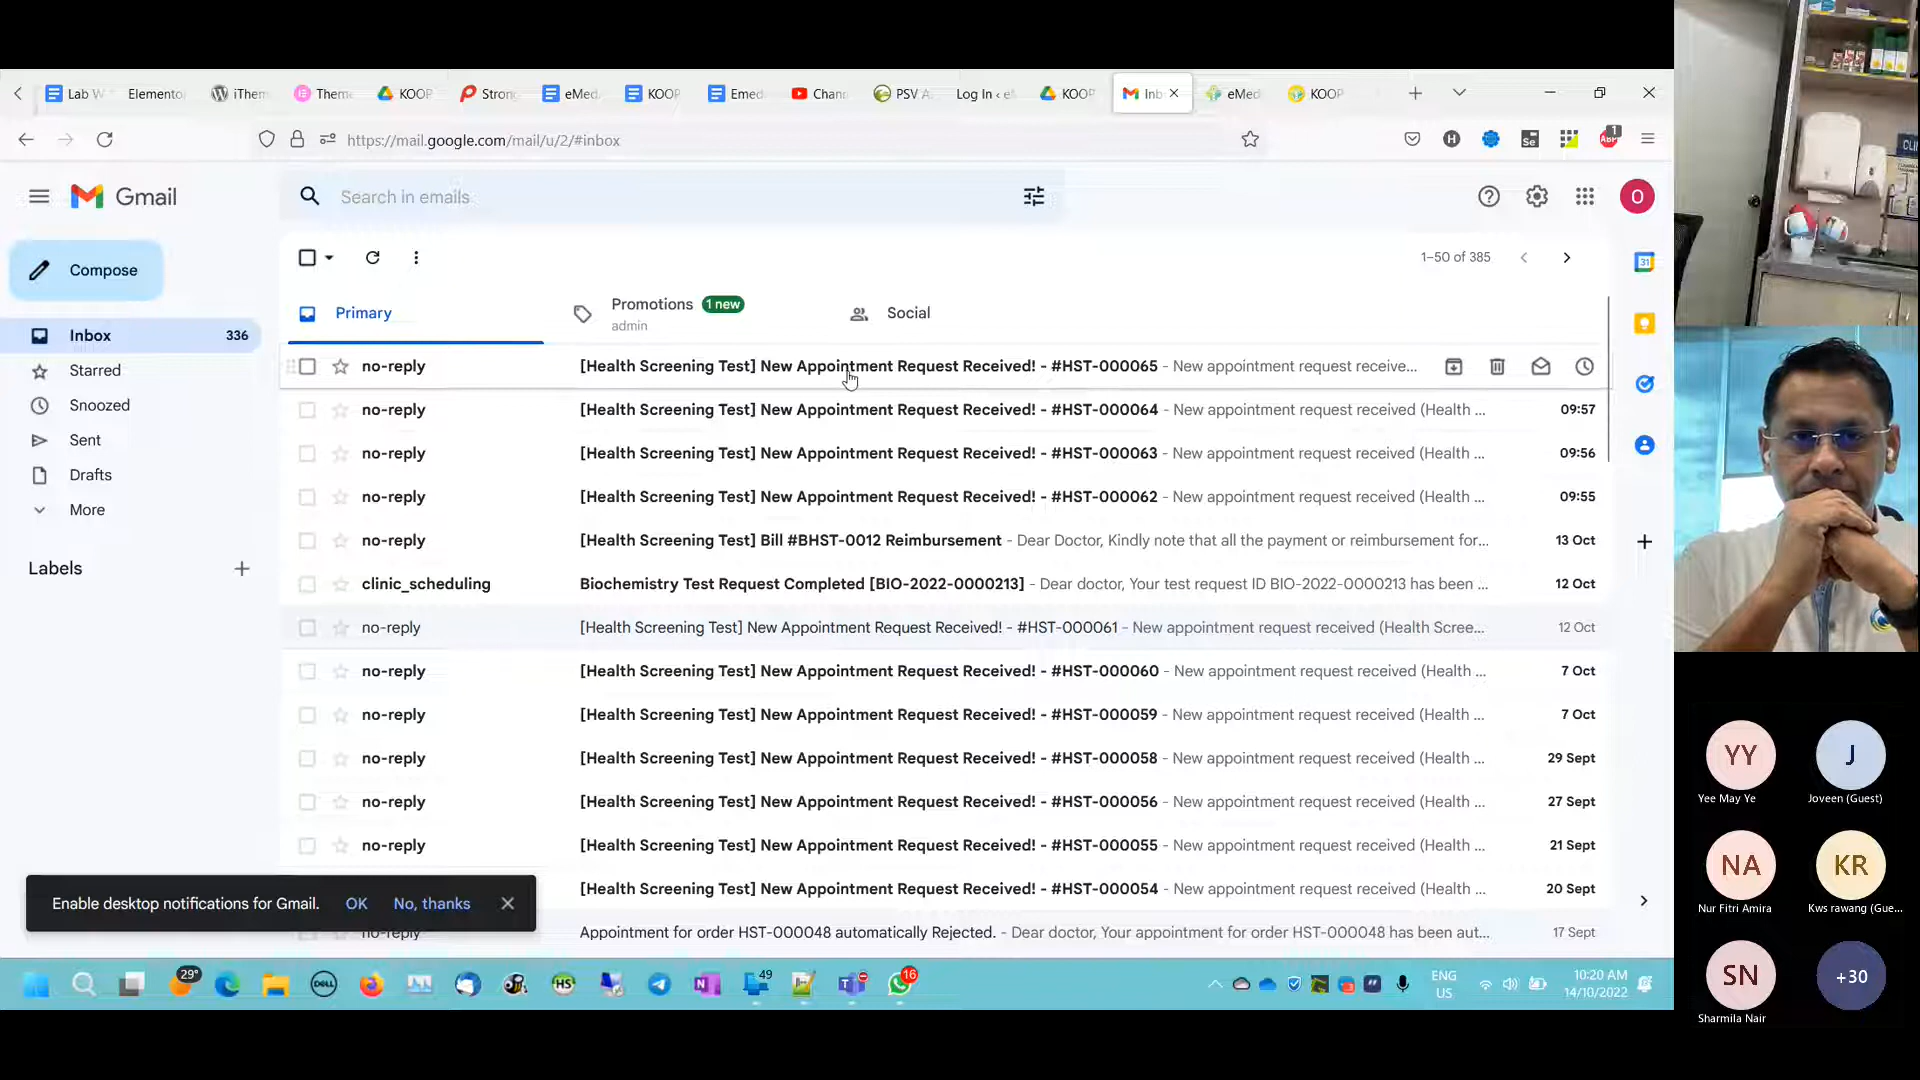 Lab W
Elemento
iThem
Theme
KOOP
Stron
eMed
KOOP
Emed
Chann
PSV A
Log In ‹ e
KOOP
Inb
eMed
KOOP
https://mail.google.com/mail/u/2/#inbox
H
Se
ABP
1
Gmail
Search in emails
O
Compose
1–50 of 385
31
Primary
Promotions 1 new
admin
Social
Inbox 336
Starred
Snoozed
Sent
Drafts
More
Labels
no-reply [Health Screening Test] New Appointment Request Received! - #HST-000065 - New appointment request receive...
no-reply [Health Screening Test] New Appointment Request Received! - #HST-000064 - New appointment request received (Health ... 09:57
no-reply [Health Screening Test] New Appointment Request Received! - #HST-000063 - New appointment request received (Health ... 09:56
no-reply [Health Screening Test] New Appointment Request Received! - #HST-000062 - New appointment request received (Health ... 09:55
no-reply [Health Screening Test] Bill #BHST-0012 Reimbursement - Dear Doctor, Kindly note that all the payment or reimbursement for... 13 Oct
clinic_scheduling Biochemistry Test Request Completed [BIO-2022-0000213] - Dear doctor, Your test request ID BIO-2022-0000213 has been ... 12 Oct
no-reply [Health Screening Test] New Appointment Request Received! - #HST-000061 - New appointment request received (Health Scree... 12 Oct
no-reply [Health Screening Test] New Appointment Request Received! - #HST-000060 - New appointment request received (Health ... 7 Oct
no-reply [Health Screening Test] New Appointment Request Received! - #HST-000059 - New appointment request received (Health ... 7 Oct
no-reply [Health Screening Test] New Appointment Request Received! - #HST-000058 - New appointment request received (Health ... 29 Sept
no-reply [Health Screening Test] New Appointment Request Received! - #HST-000056 - New appointment request received (Health ... 27 Sept
no-reply [Health Screening Test] New Appointment Request Received! - #HST-000055 - New appointment request received (Health ... 21 Sept
[Health Screening Test] New Appointment Request Received! - #HST-000054 - New appointment request received (Health ... 20 Sept
no-reply Appointment for order HST-000048 automatically Rejected. - Dear doctor, Your appointment for order HST-000048 has been aut... 17 Sept
Enable desktop notifications for Gmail. OK No, thanks
29°
DELL
HS
N
49
16
ENG
US
10:20 AM
14/10/2022
YY
Yee May Ye
J
Joveen (Guest)
NA
Nur Fitri Amira
KR
Kws rawang (Gue...
SN
Sharmila Nair
+30